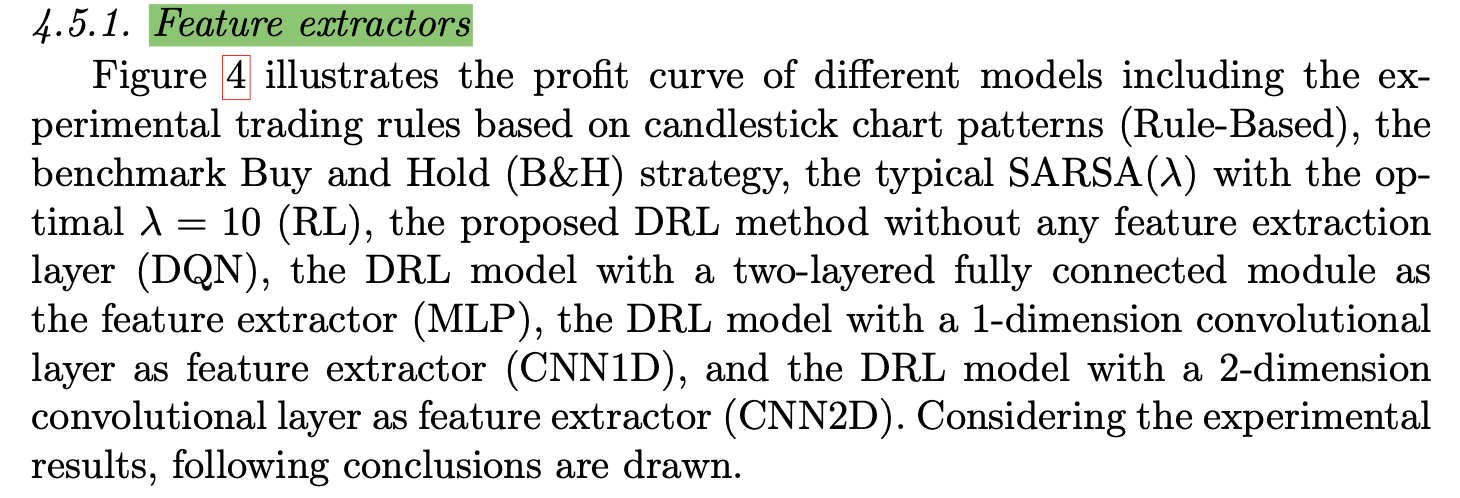 4.5.1. Feature extractors
Figure 4 illustrates the profit curve of different models including the ex-
perimental trading rules based on candlestick chart patterns (Rule-Based), the
benchmark Buy and Hold (B&H) strategy, the typical SARSA(λ) with the op-
timal λ = 10 (RL), the proposed DRL method without any feature extraction
layer (DQN), the DRL model with a two-layered fully connected module as
the feature extractor (MLP), the DRL model with a 1-dimension convolutional
layer as feature extractor (CNN1D), and the DRL model with a 2-dimension
convolutional layer as feature extractor (CNN2D). Considering the experimental
results, following conclusions are drawn.